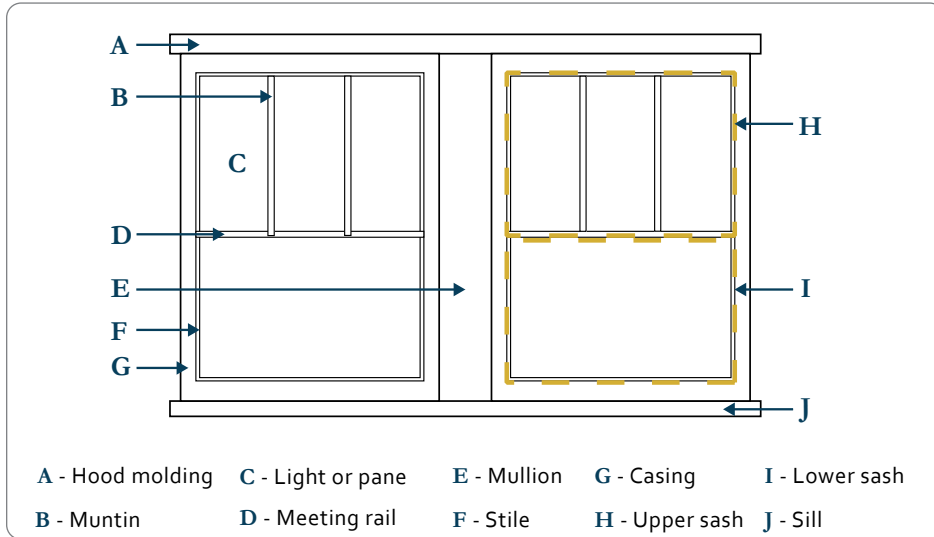 A
B
C
D
E
F
G
H
I
J
A - Hood molding C - Light or pane E - Mullion G - Casing I - Lower sash
B - Muntin D - Meeting rail F - Stile H - Upper sash J - Sill